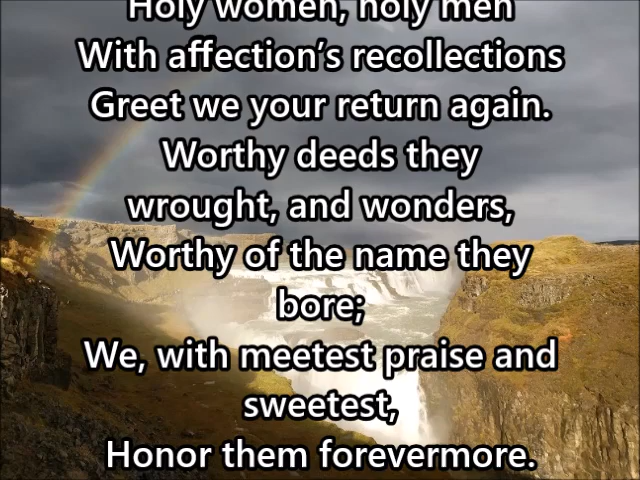 Holy women, holy men
With affection’s recollections
Greet we your return again.
Worthy deeds they
wrought, and wonders,
Worthy of the name they
bore;
We, with meetest praise and
sweetest,
Honor them forevermore.